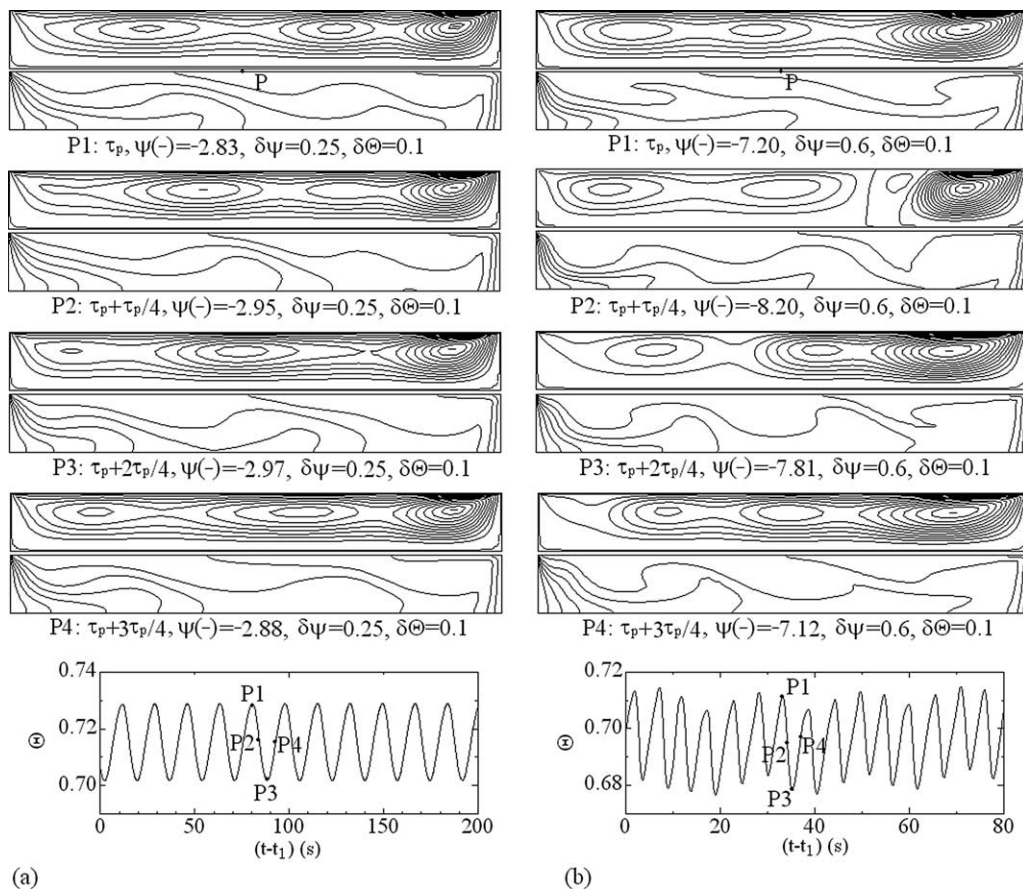 P
P1: τp, ψ(-)=-2.83, δψ=0.25, δΘ=0.1
P2: τp+τp/4, ψ(-)=-2.95, δψ=0.25, δΘ=0.1
P3: τp+2τp/4, ψ(-)=-2.97, δψ=0.25, δΘ=0.1
P4: τp+3τp/4, ψ(-)=-2.88, δψ=0.25, δΘ=0.1
0.74
0.72
0.70
Θ
P1
P2
P4
P3
0 50 100 150 200
(t-t1) (s)
(a)
P
P1: τp, ψ(-)=-7.20, δψ=0.6, δΘ=0.1
P2: τp+τp/4, ψ(-)=-8.20, δψ=0.6, δΘ=0.1
P3: τp+2τp/4, ψ(-)=-7.81, δψ=0.6, δΘ=0.1
P4: τp+3τp/4, ψ(-)=-7.12, δψ=0.6, δΘ=0.1
0.72
0.70
0.68
Θ
P1
P2
P4
P3
0 20 40 60 80
(t-t1) (s)
(b)